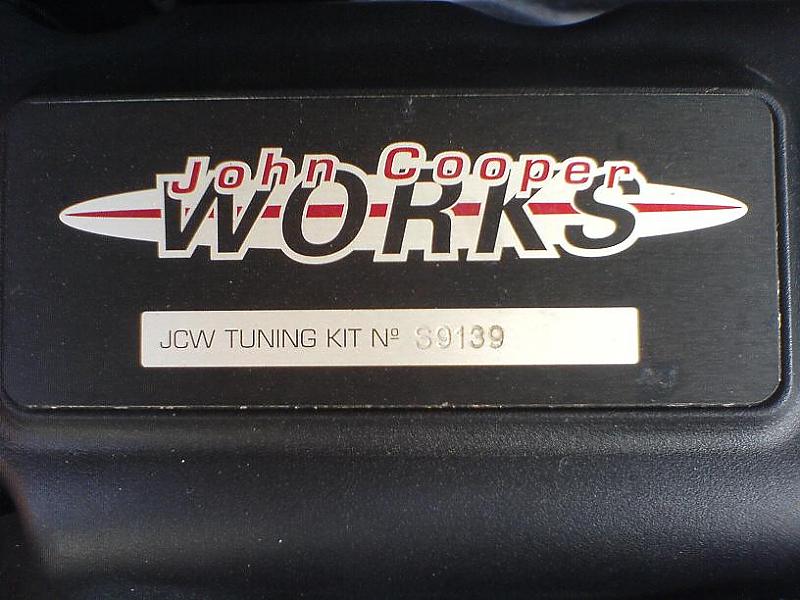 John Cooper
WORKS
JCW TUNING KIT Nº S9139